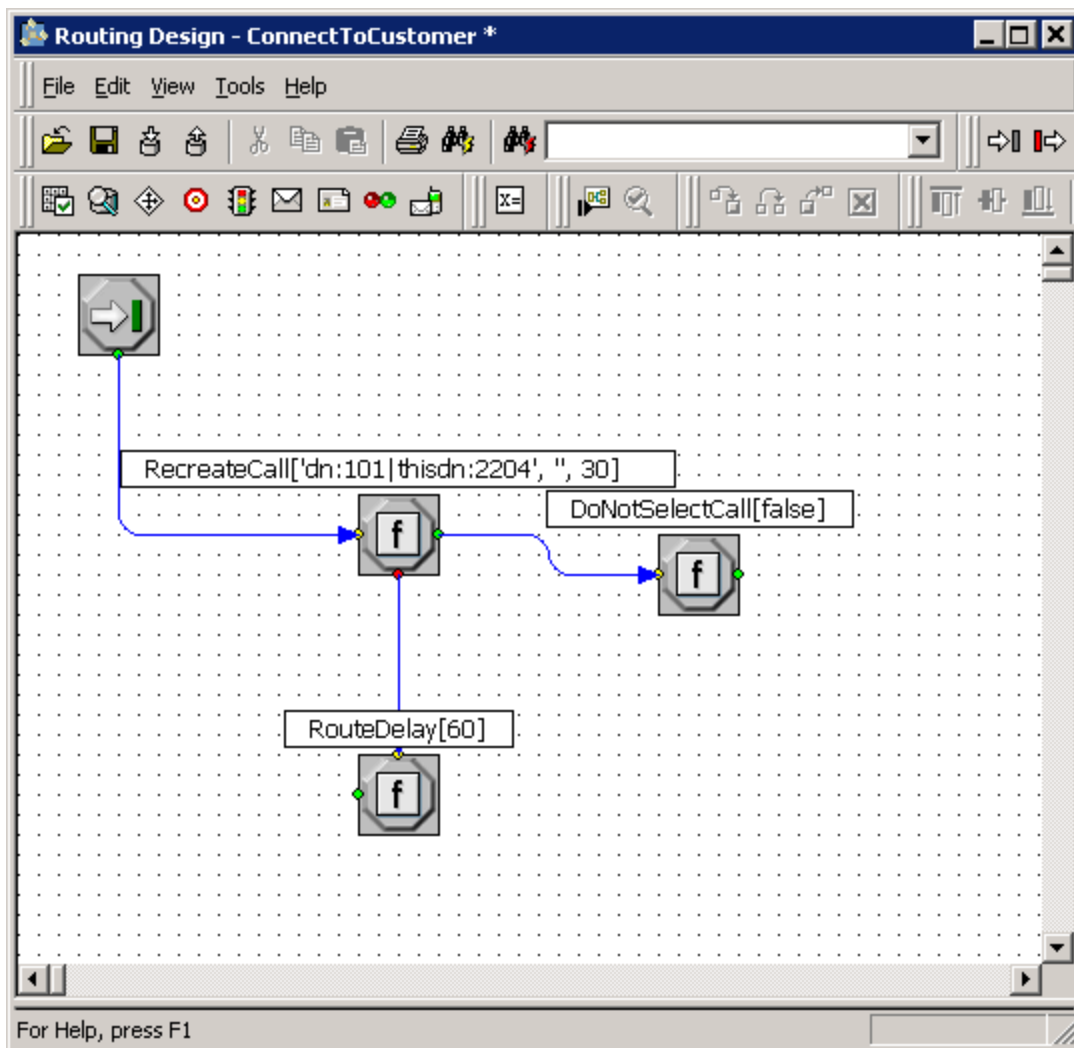 Routing Design - ConnectToCustomer *
File Edit View Tools Help
x=
RecreateCall['dn:101|thisdn:2204', '', 30]
DoNotSelectCall[false]
f
f
RouteDelay[60]
f
For Help, press F1